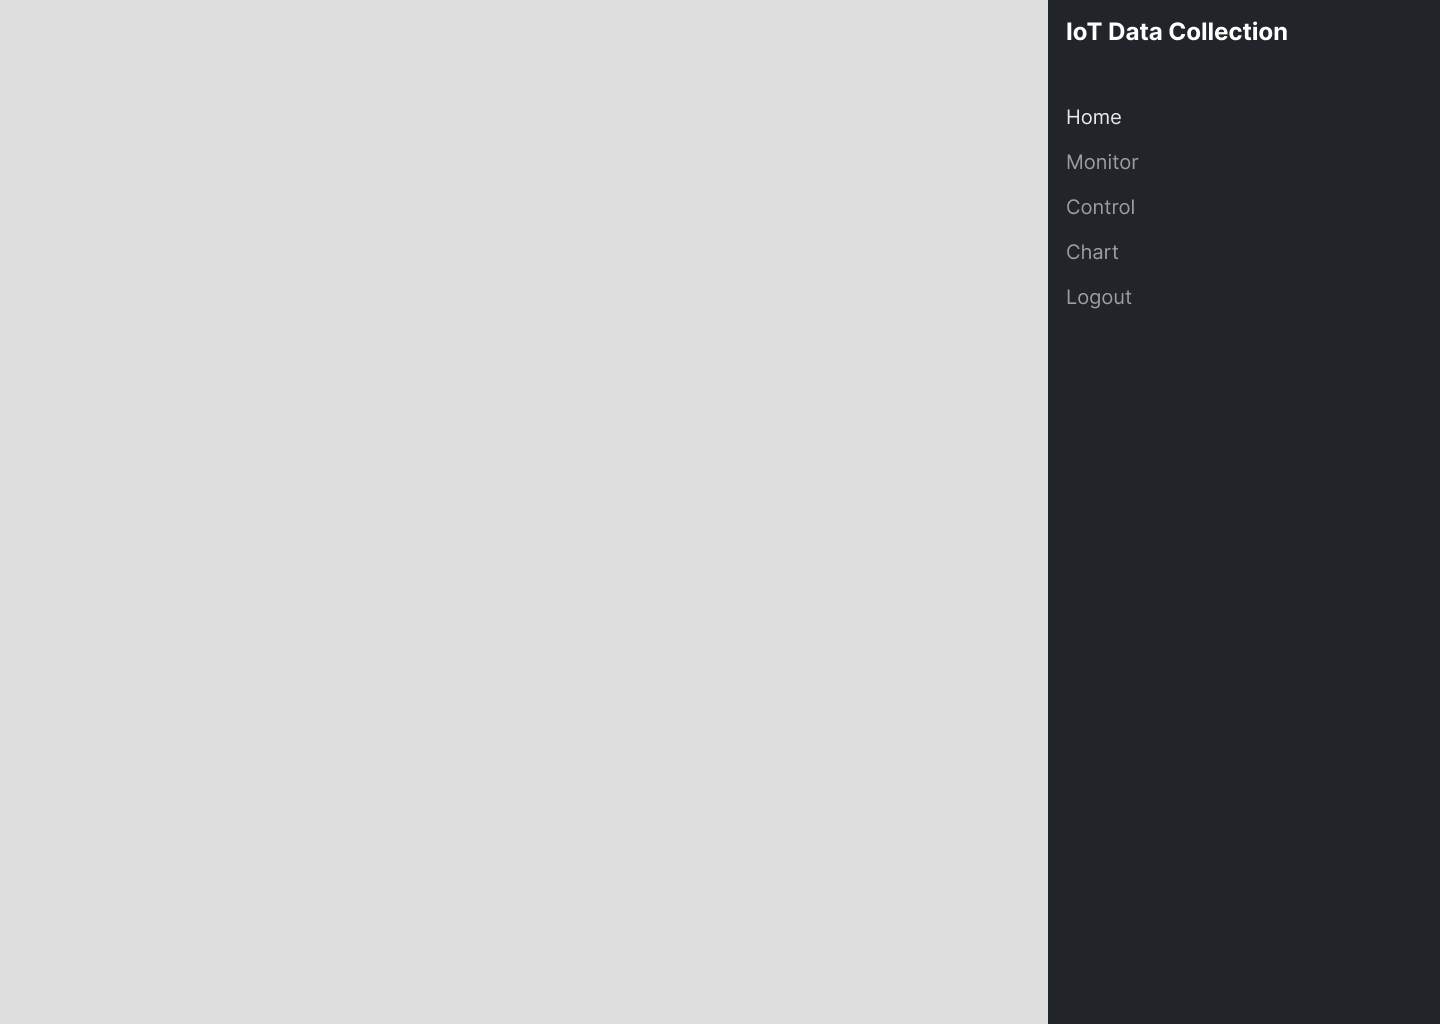 IoT Data Collection
Home
Monitor
Control
Chart
Logout